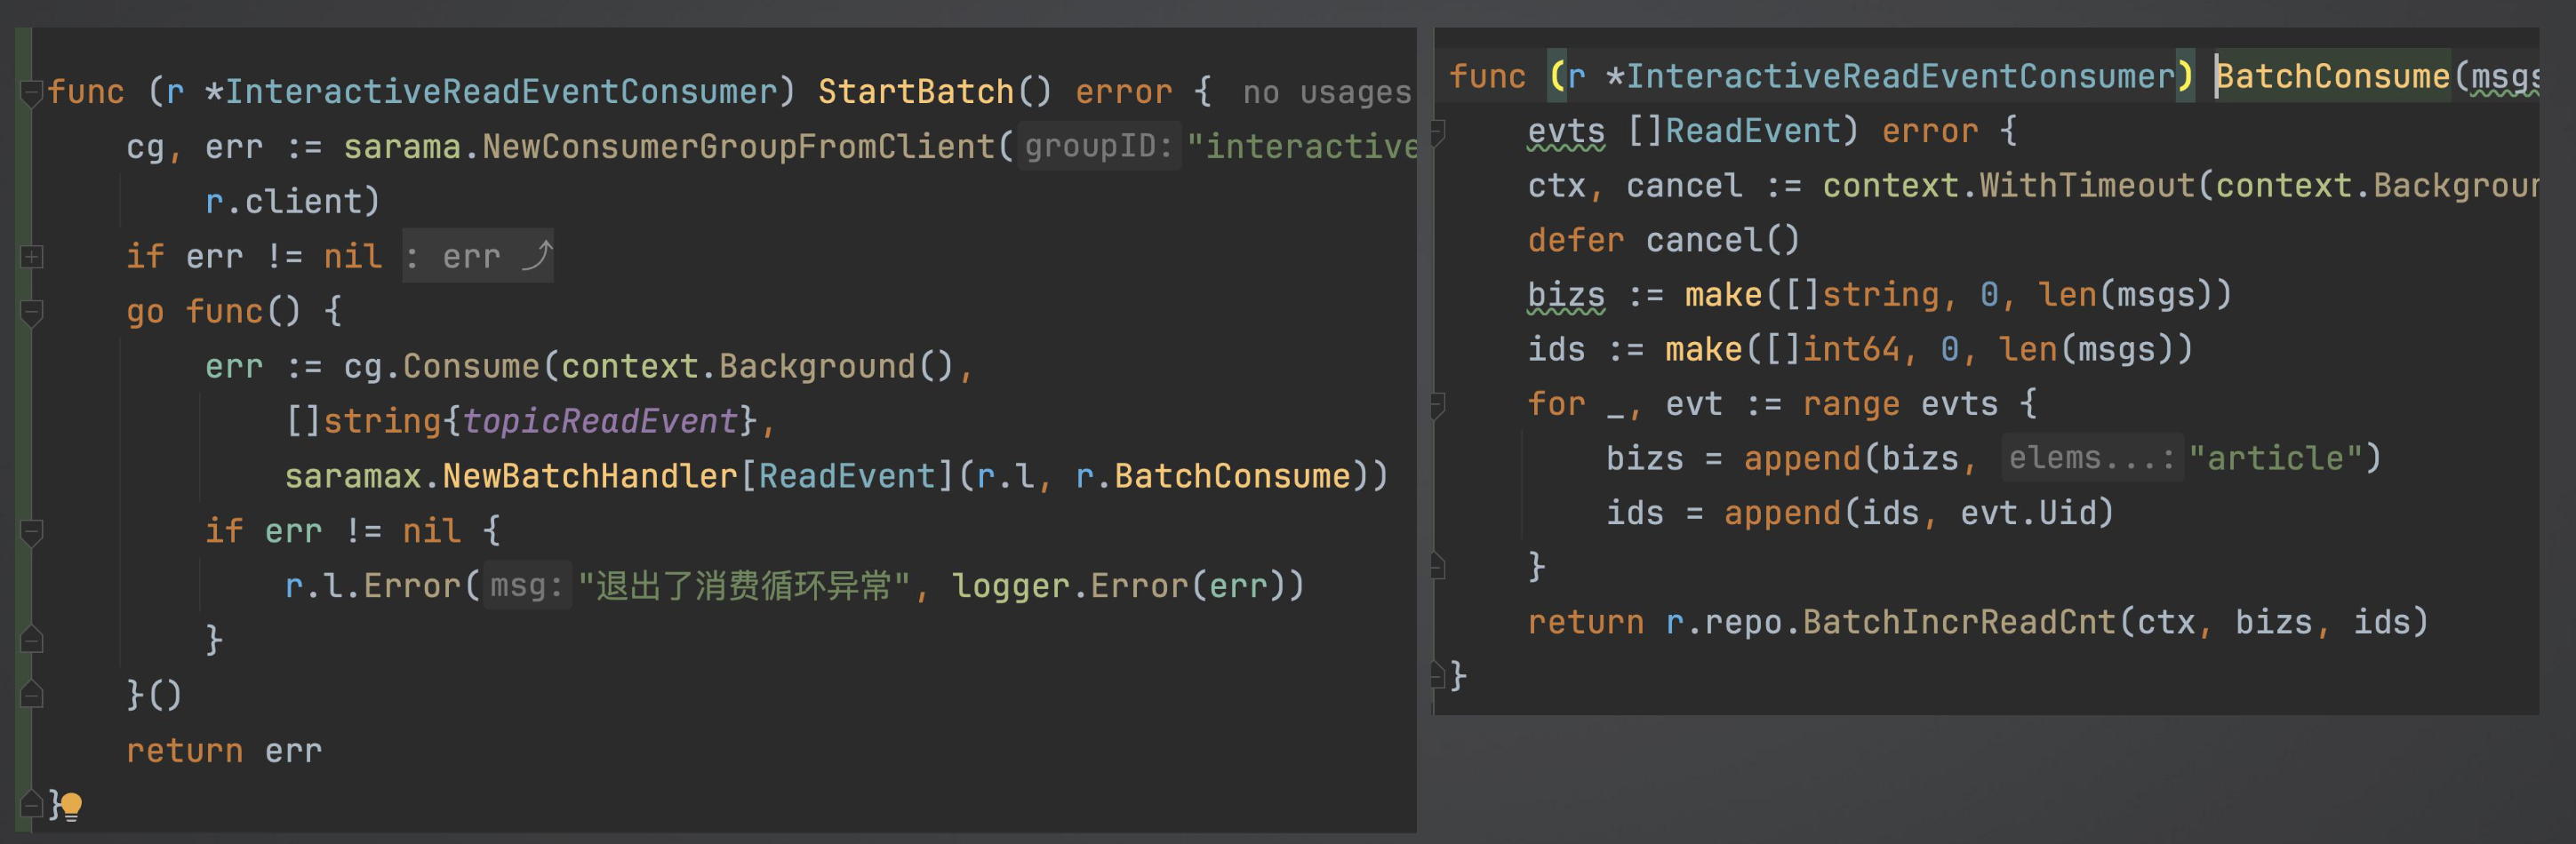 func (r *InteractiveReadEventConsumer) StartBatch() error { no usages
cg, err := sarama.NewConsumerGroupFromClient( groupID: "interactive
r.client)
if err != nil : err ⤴
go func() {
err := cg.Consume(context.Background(),
[]string{topicReadEvent},
saramax.NewBatchHandler[ReadEvent](r.l, r.BatchConsume))
if err != nil {
r.l.Error( msg: "退出了消费循环异常", logger.Error(err))
}
}()
return err
}
func (r *InteractiveReadEventConsumer) BatchConsume(msgs
evts []ReadEvent) error {
ctx, cancel := context.WithTimeout(context.Backgroun
defer cancel()
bizs := make([]string, 0, len(msgs))
ids := make([]int64, 0, len(msgs))
for _, evt := range evts {
bizs = append(bizs, elems...: "article")
ids = append(ids, evt.Uid)
}
return r.repo.BatchIncrReadCnt(ctx, bizs, ids)
}